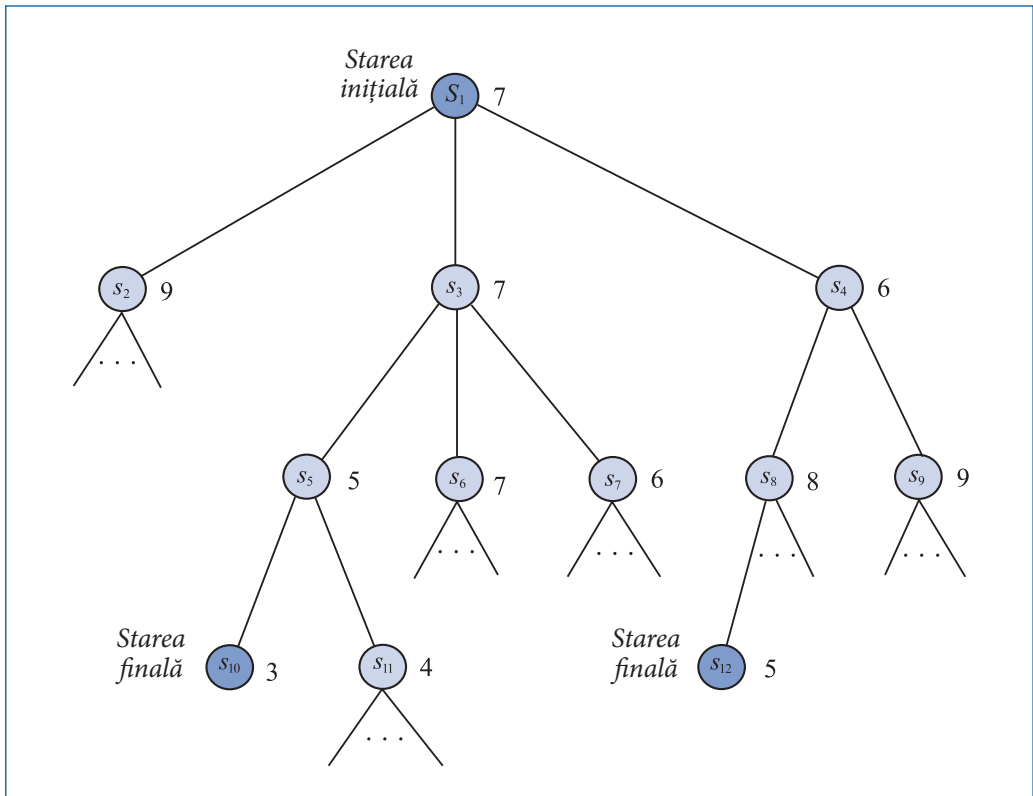 Starea
inițială
S₁ 7
s₂ 9
s₃ 7
s₄ 6
. . .
s₅ 5
s₆ 7
s₇ 6
s₈ 8
s₉ 9
. . .
. . .
. . .
. . .
Starea
finală
s₁₀ 3
s₁₁ 4
Starea
finală
s₁₂ 5
. . .